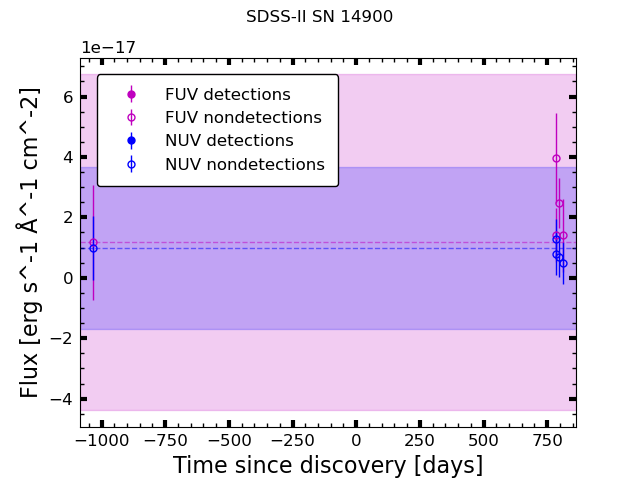 SDSS-II SN 14900
1e−17
FUV detections
FUV nondetections
NUV detections
NUV nondetections
6
4
2
0
−2
−4
Flux [erg s^-1 Å^-1 cm^-2]
−1000 −750 −500 −250 0 250 500 750
Time since discovery [days]